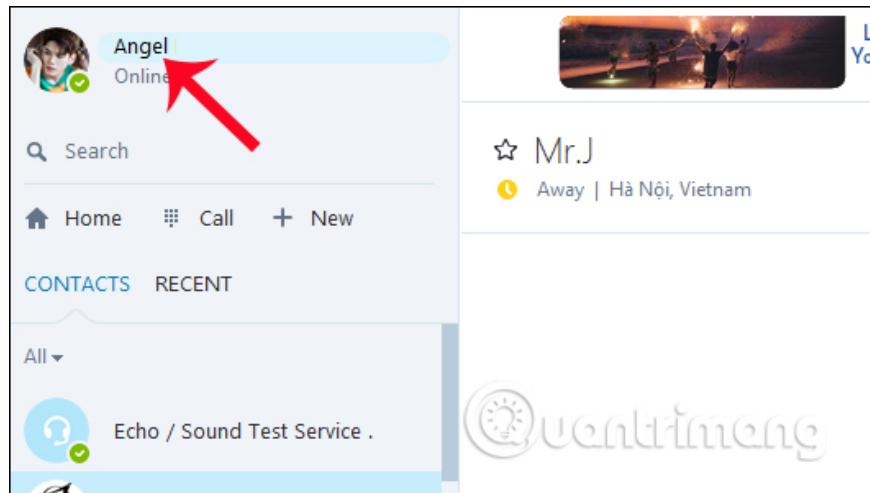 Angel
Online
Search
Home
Call
New
CONTACTS
RECENT
All
Echo / Sound Test Service .
L
Yo
Mr.J
Away | Hà Nội, Vietnam
Quantrimang